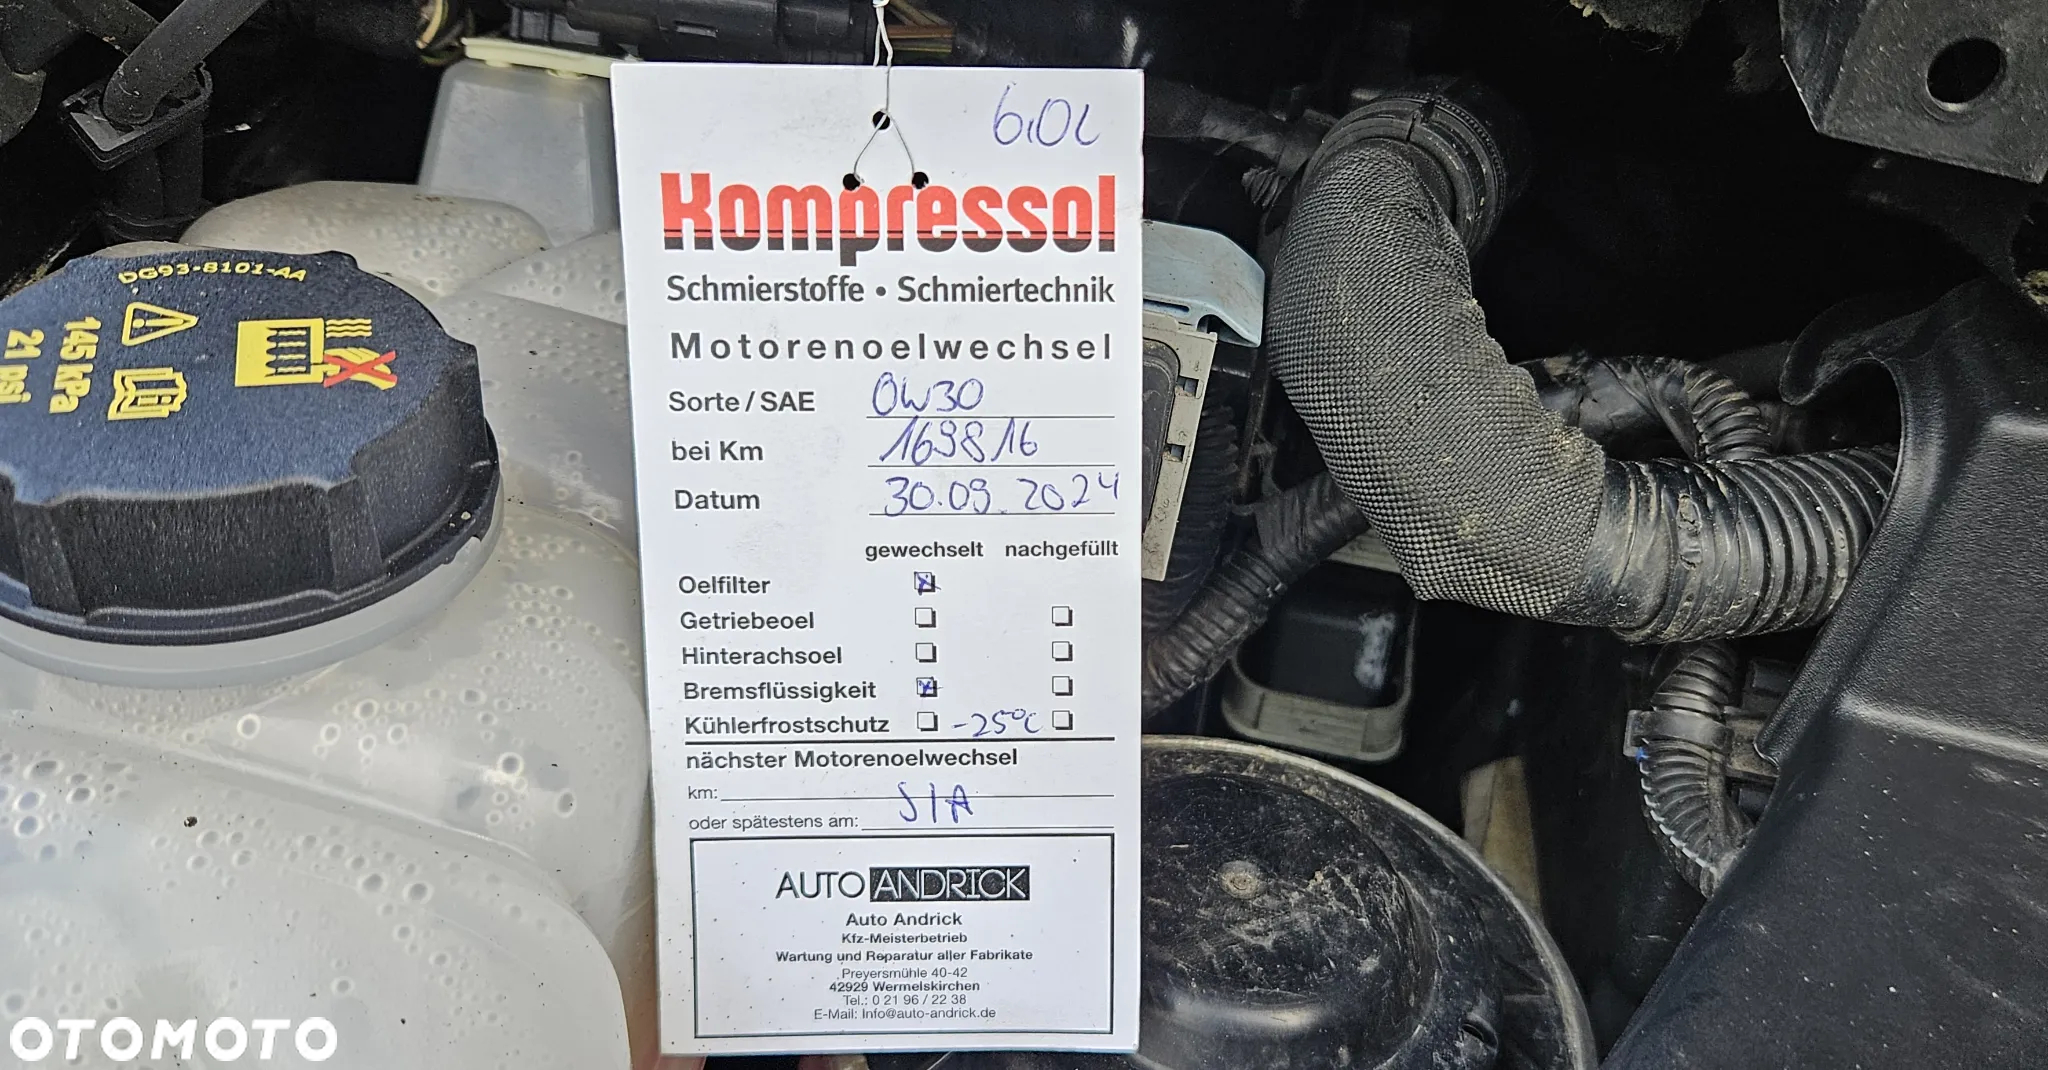 6,0L
Kompressol
Schmierstoffe • Schmiertechnik
Motorenoelwechsel
Sorte / SAE 0W30
bei Km 169816
Datum 30.09.2024
gewechselt nachgefüllt
Oelfilter
Getriebeoel
Hinterachsoel
Bremsflüssigkeit
Kühlerfrostschutz -25°C
nächster Motorenoelwechsel
km:
SIA
oder spätestens am:
AUTO ANDRICK
Auto Andrick
Kfz-Meisterbetrieb
Wartung und Reparatur aller Fabrikate
Preyersmühle 40-42
42929 Wermelskirchen
Tel.: 0 21 96 / 22 38
E-Mail: Info@auto-andrick.de
DG93-8101-AA
145 kPa
21 psi
OTOMOTO